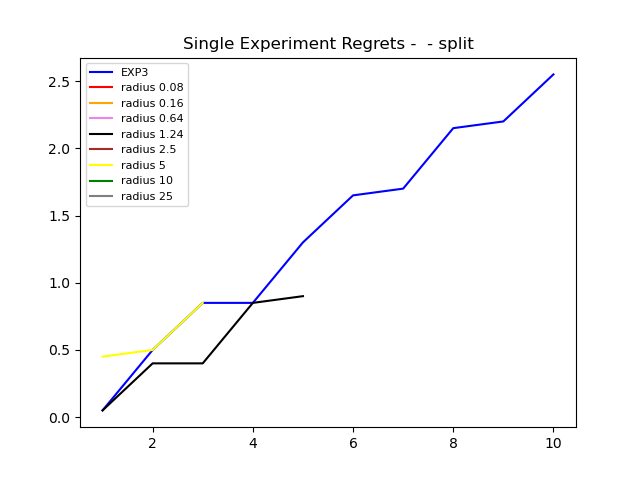 Single Experiment Regrets -  - split
2.5
2.0
1.5
1.0
0.5
0.0
EXP3
radius 0.08
radius 0.16
radius 0.64
radius 1.24
radius 2.5
radius 5
radius 10
radius 25
2 4 6 8 10